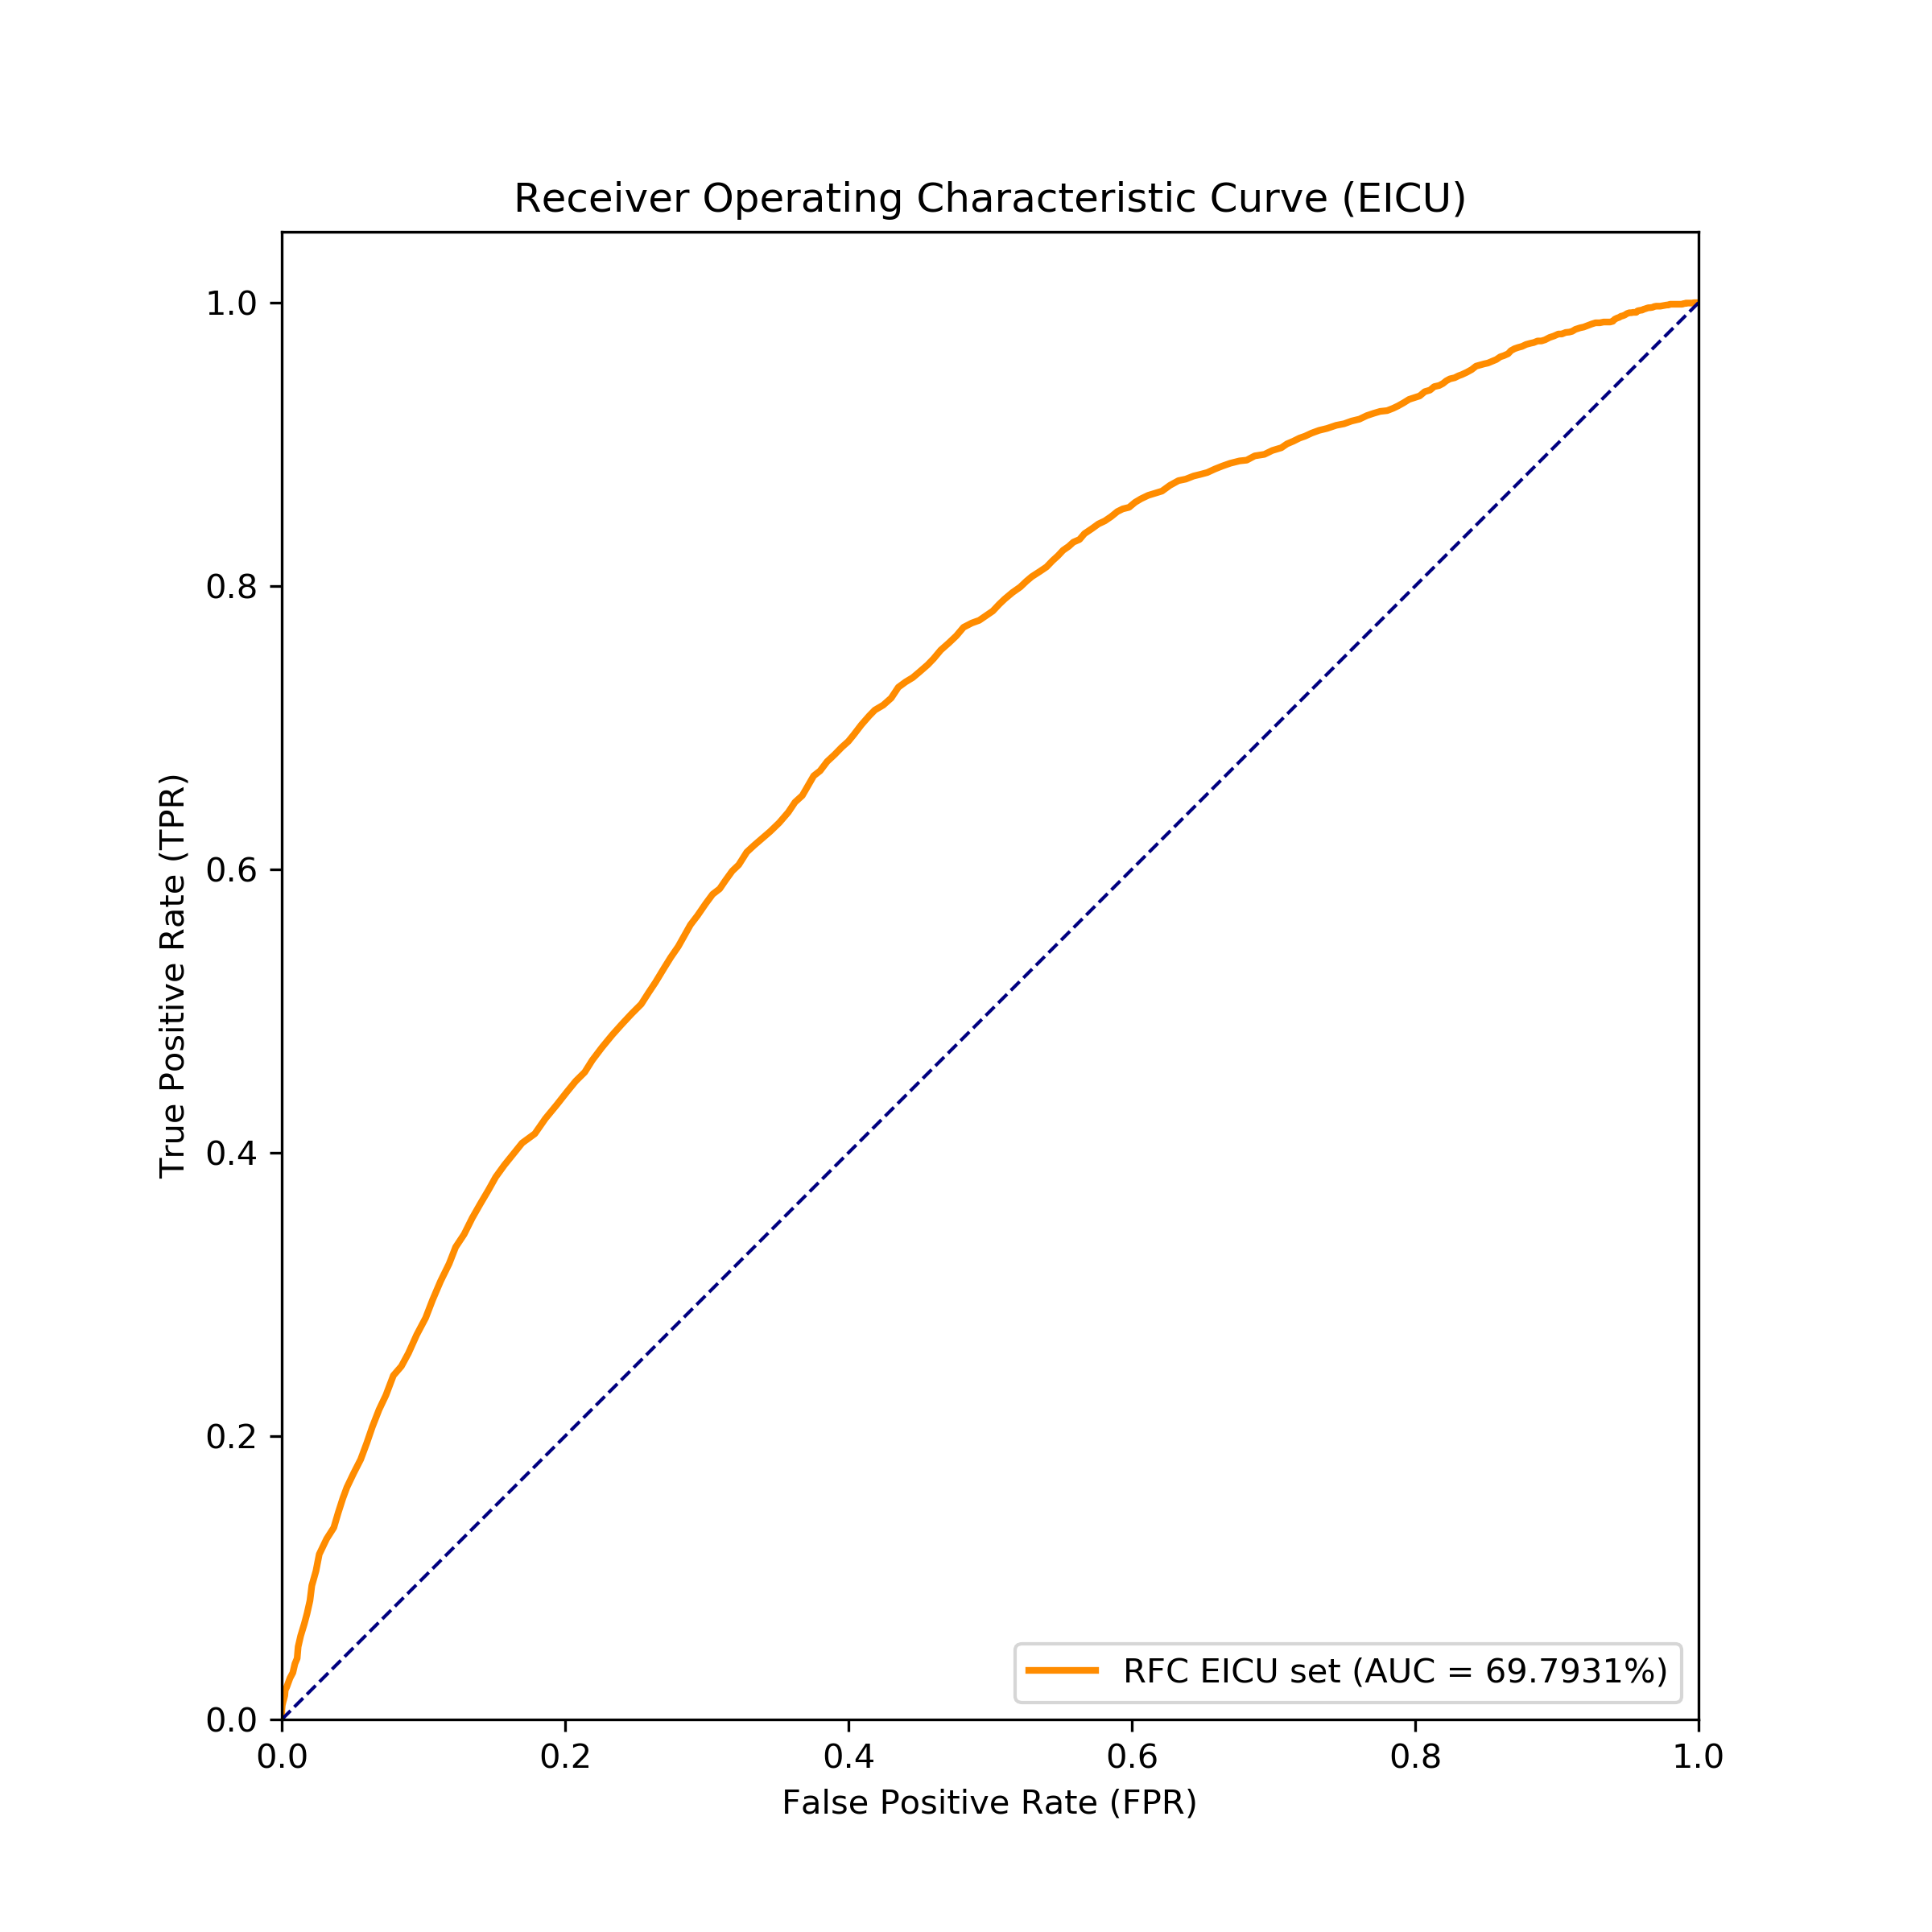 Receiver Operating Characteristic Curve (EICU)
1.0
0.8
0.6
0.4
0.2
0.0
True Positive Rate (TPR)
RFC EICU set (AUC = 69.7931%)
0.0 0.2 0.4 0.6 0.8 1.0
False Positive Rate (FPR)